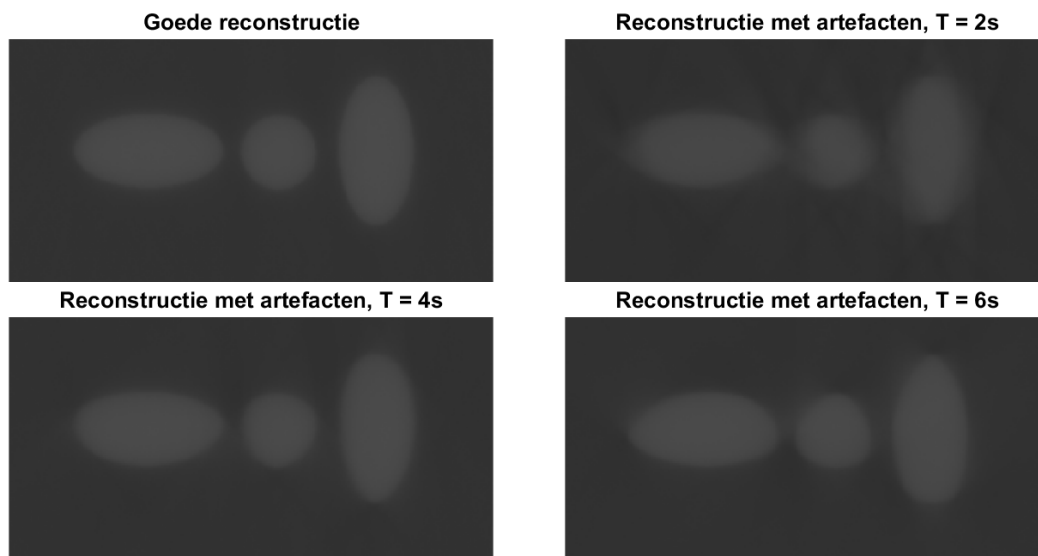 Goede reconstructie
Reconstructie met artefacten, T = 2s
Reconstructie met artefacten, T = 4s
Reconstructie met artefacten, T = 6s